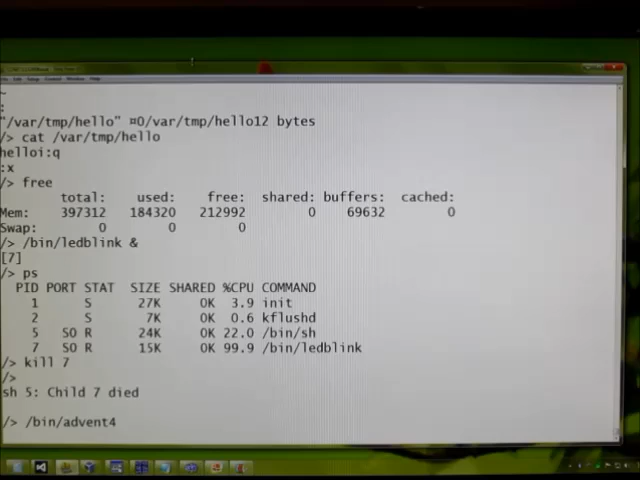 ~
:
"/var/tmp/hello" ¤0/var/tmp/hello12 bytes
/> cat /var/tmp/hello
helloi:q
:x
/> free
total: used: free: shared: buffers: cached:
Mem: 397312 184320 212992 0 69632 0
Swap: 0 0 0
/> /bin/ledblink &
[7]
/> ps
PID PORT STAT SIZE SHARED %CPU COMMAND
1 S 27K 0K 3.9 init
2 S 7K 0K 0.6 kflushd
5 S0 R 24K 0K 22.0 /bin/sh
7 S0 R 15K 0K 99.9 /bin/ledblink
/> kill 7
/>
sh 5: Child 7 died
/> /bin/advent4